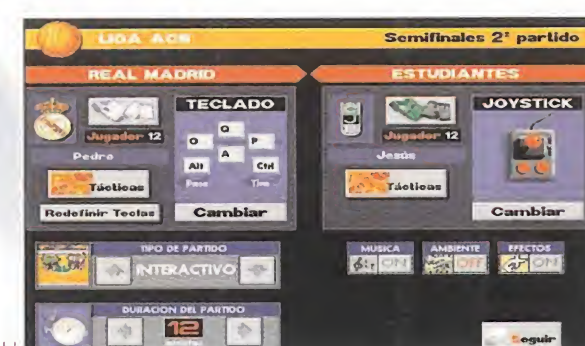 LIGA ACB
Semifinales 2º partido
REAL MADRID
ESTUDIANTES
Jugador 12
Pedro
Tácticas
Redefinir Teclas
TECLADO
Q
O
P
A
Alt
Ctrl
Pase
Tiro
Cambiar
Jugador 12
Jesús
Tácticas
JOYSTICK
Cambiar
TIPO DE PARTIDO
INTERACTIVO
DURACION DEL PARTIDO
12
MUSICA
ON
AMBIENTE
OFF
EFECTOS
ON
Seguir